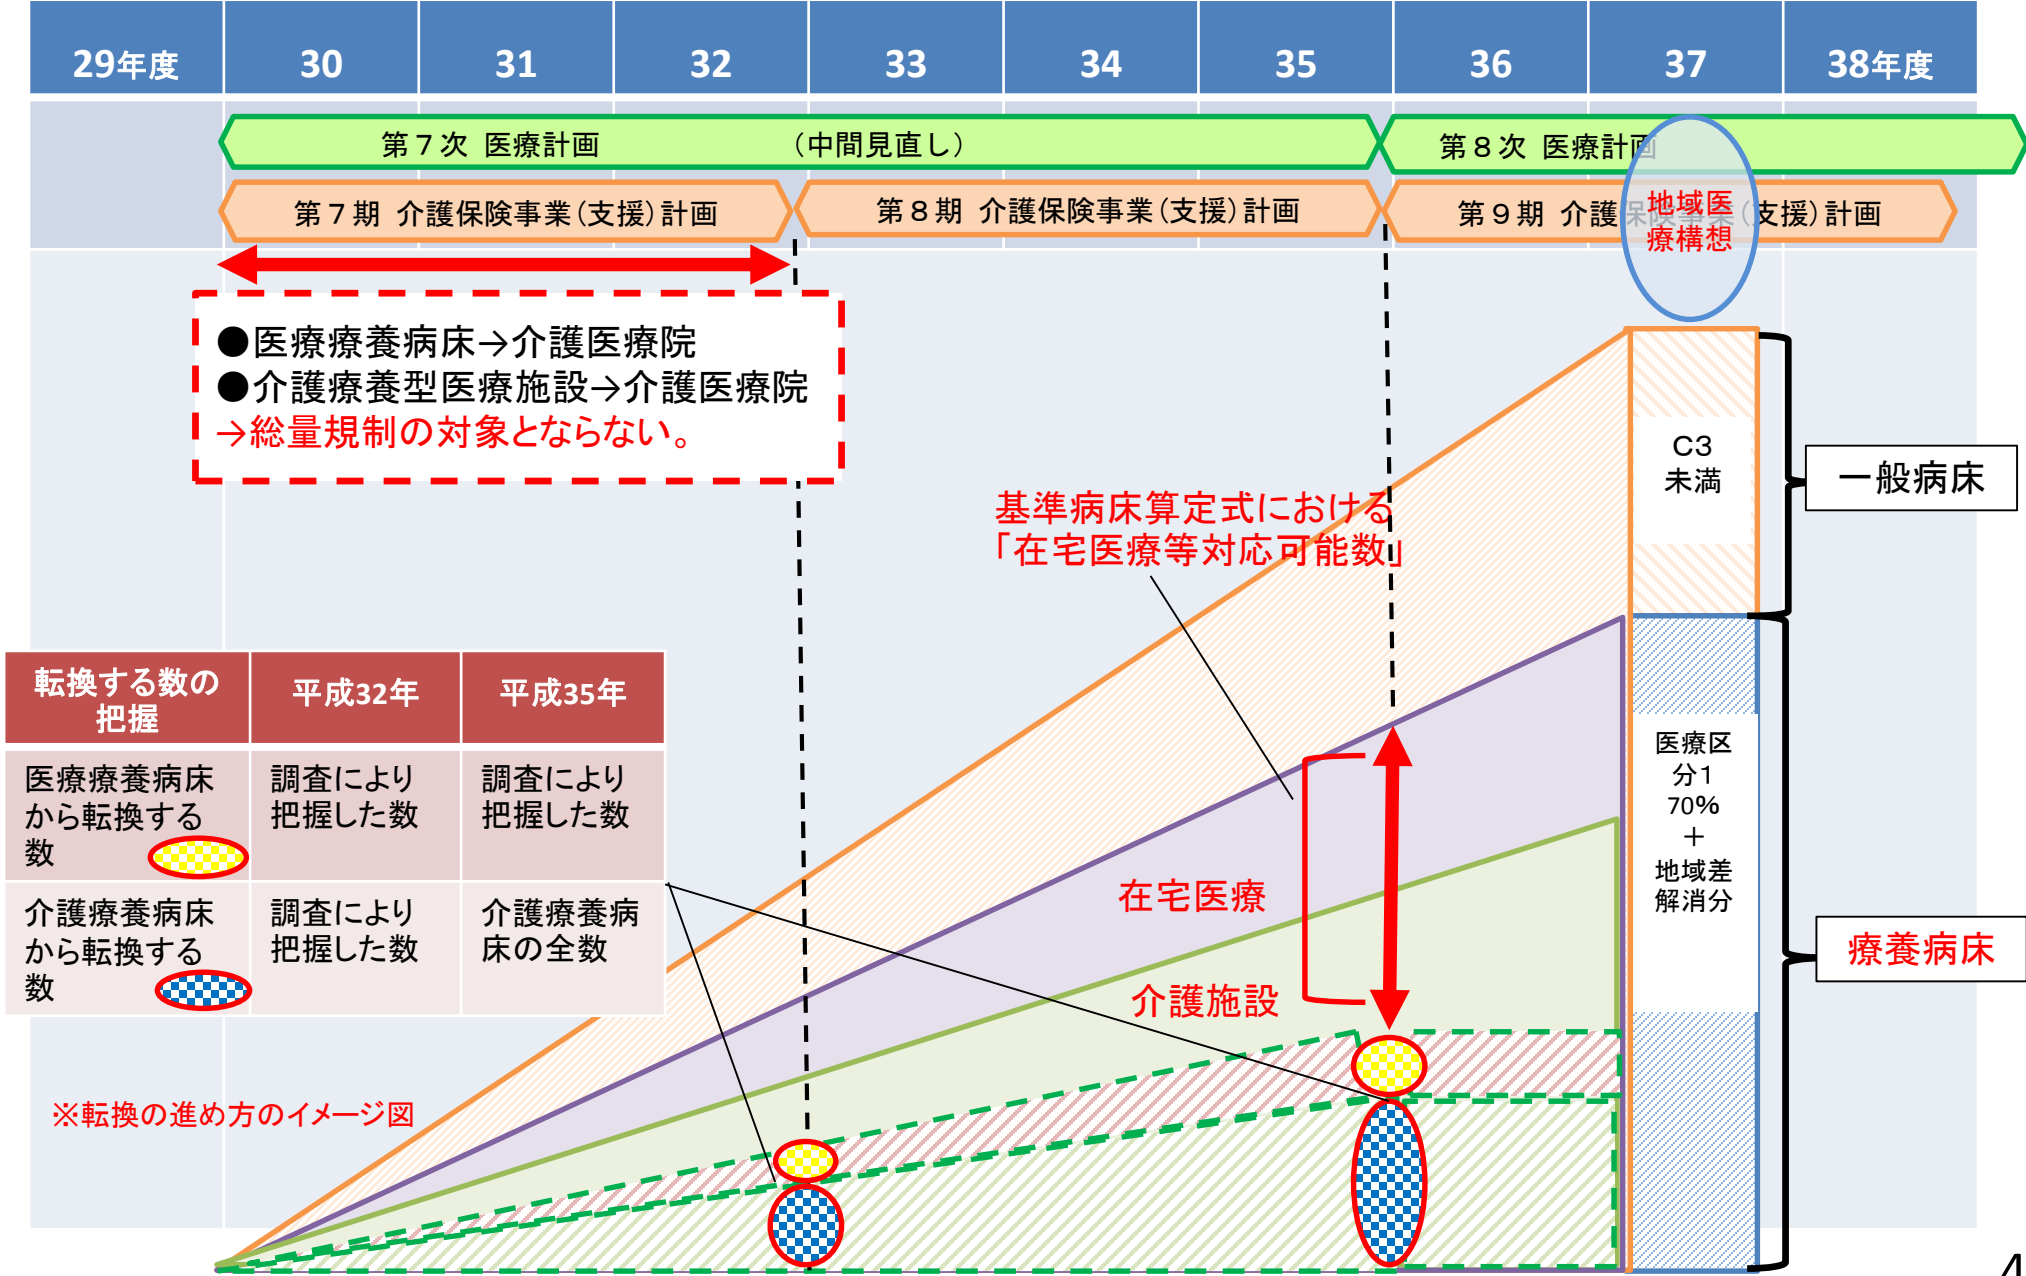 29年度 30 31 32 33 34 35 36 37 38年度
第７次 医療計画 （中間見直し）
第８次 医療計画
第７期 介護保険事業（支援）計画
第８期 介護保険事業（支援）計画
第９期 介護保険事業（支援）計画
地域医
療構想
●医療療養病床→介護医療院
●介護療養型医療施設→介護医療院
→総量規制の対象とならない。
C3
未満
一般病床
基準病床算定式における
「在宅医療等対応可能数」
転換する数の
把握
平成32年
平成35年
医療療養病床
から転換する
数
調査により
把握した数
調査により
把握した数
介護療養病床
から転換する
数
調査により
把握した数
介護療養病
床の全数
医療区
分1
70%
＋
地域差
解消分
在宅医療
介護施設
療養病床
※転換の進め方のイメージ図
4